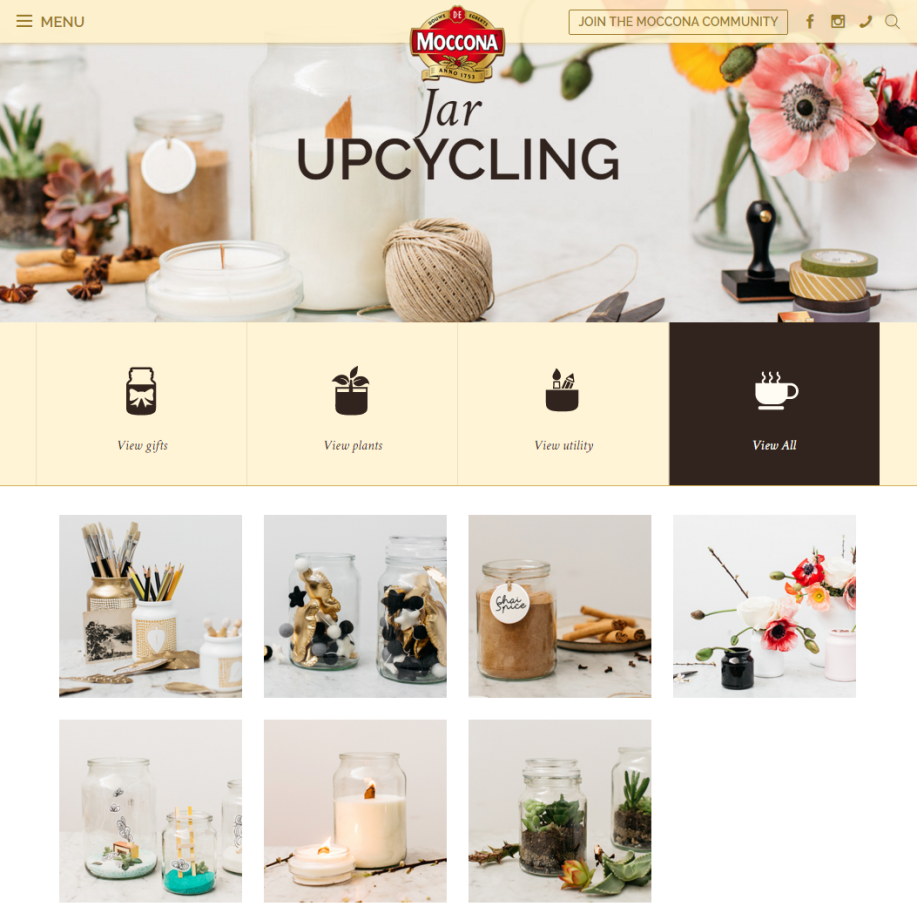 MENU
DOUWE DE EGBERTS
MOCCONA
ANNO 1753
JOIN THE MOCCONA COMMUNITY
Jar
UPCYCLING
View gifts
View plants
View utility
View All
Chai
Spice